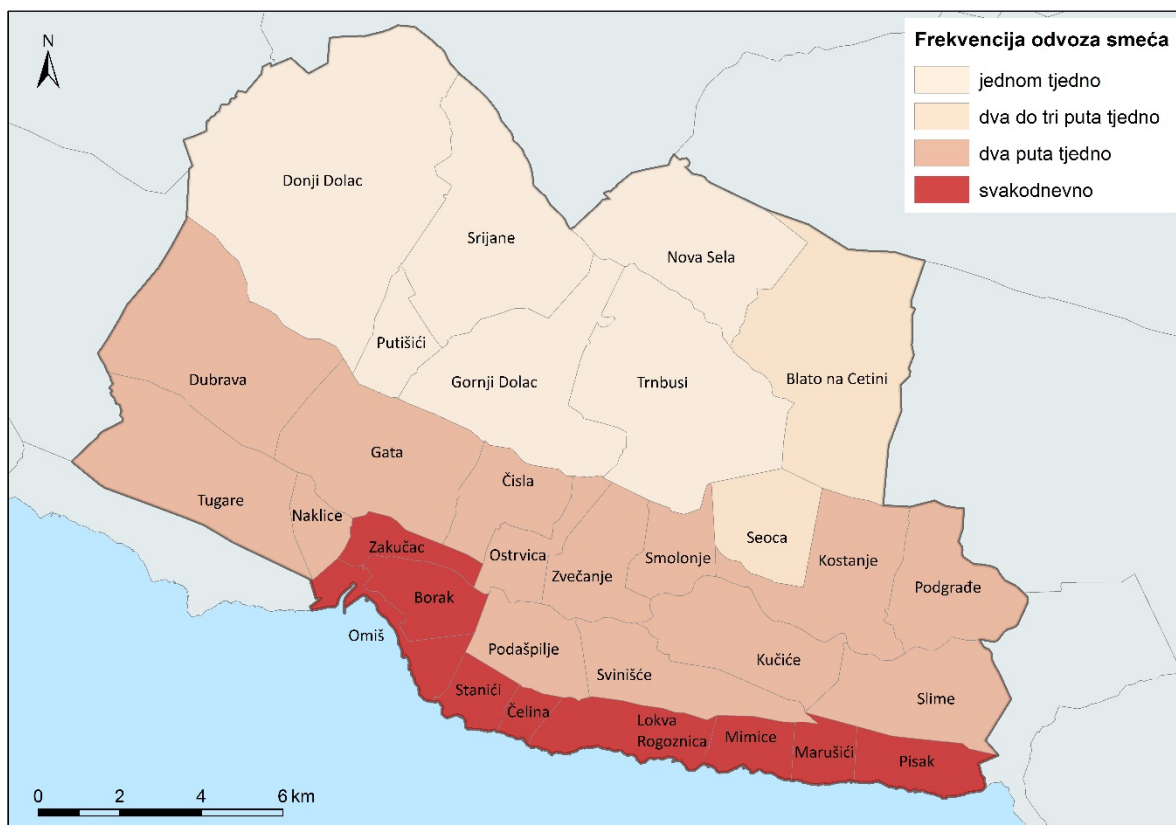 N
Frekvencija odvoza smeća
jednom tjedno
dva do tri puta tjedno
dva puta tjedno
svakodnevno
Donji Dolac
Srijane
Nova Sela
Putišići
Gornji Dolac
Trnbusi
Blato na Cetini
Dubrava
Gata
Čisla
Tugare
Naklice
Zakučac
Ostrvica
Zvečanje
Smolonje
Seoca
Kostanje
Podgrađe
Borak
Omiš
Podašpilje
Svinišće
Kučiće
Slime
Stanići
Čelina
Lokva
Rogoznica
Mimice
Marušići
Pisak
0 2 4 6 km